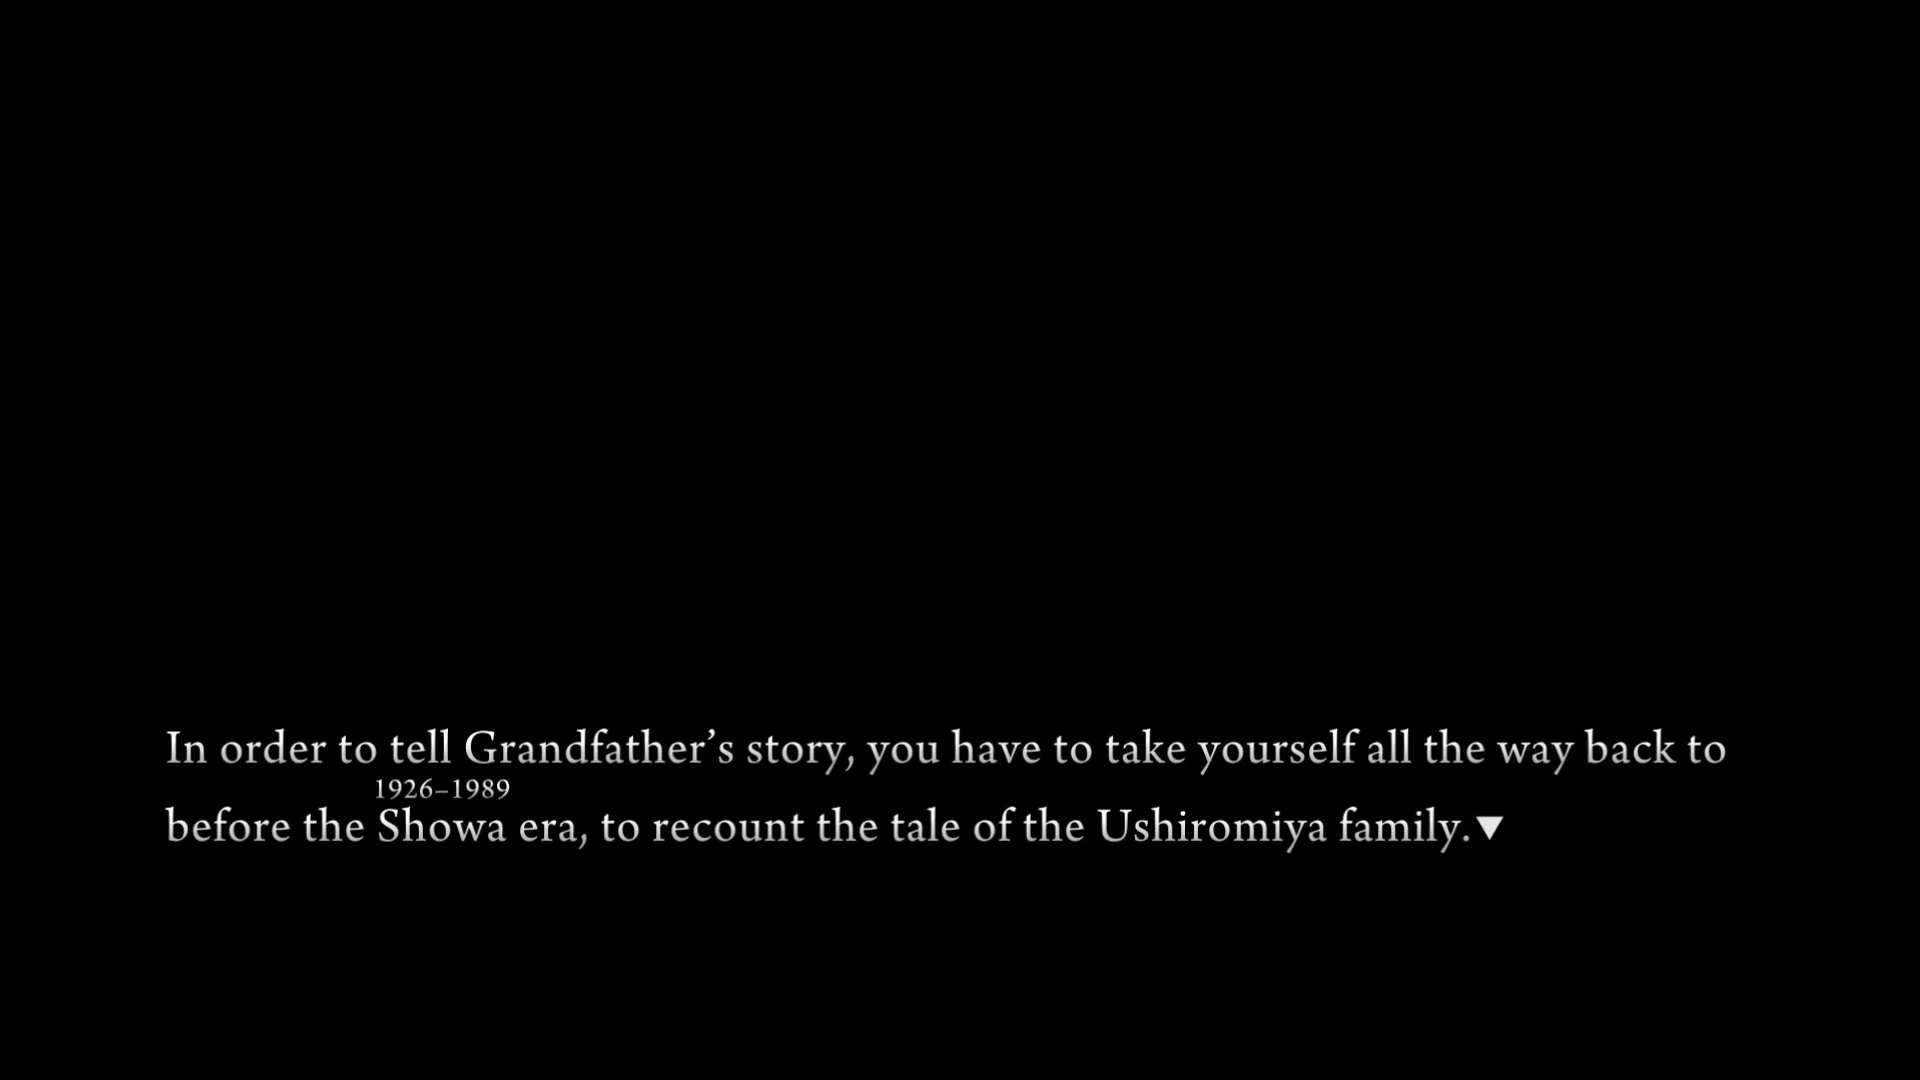 In order to tell Grandfather’s story, you have to take yourself all the way back to
1926–1989
before the Showa era, to recount the tale of the Ushiromiya family.▼